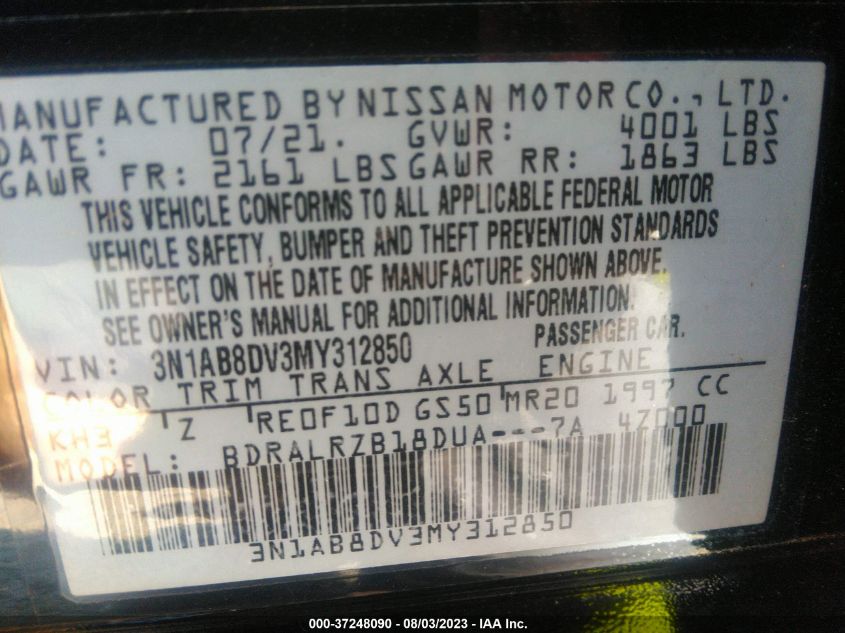 MANUFACTURED BY NISSAN MOTOR CO., LTD.
DATE: 07/21. GVWR: 4001 LBS
GAWR FR: 2161 LBS GAWR RR: 1863 LBS
THIS VEHICLE CONFORMS TO ALL APPLICABLE FEDERAL MOTOR
VEHICLE SAFETY, BUMPER AND THEFT PREVENTION STANDARDS
IN EFFECT ON THE DATE OF MANUFACTURE SHOWN ABOVE.
SEE OWNER'S MANUAL FOR ADDITIONAL INFORMATION.
VIN: 3N1AB8DV3MY312850 PASSENGER CAR.
COLOR TRIM TRANS AXLE ENGINE
KH3 Z RE0F10D GS50 MR20 1997 CC
MODEL: BDRALRZB18DUA---7A 4Z000
3N1AB8DV3MY312850
000-37248090 - 08/03/2023 - IAA Inc.